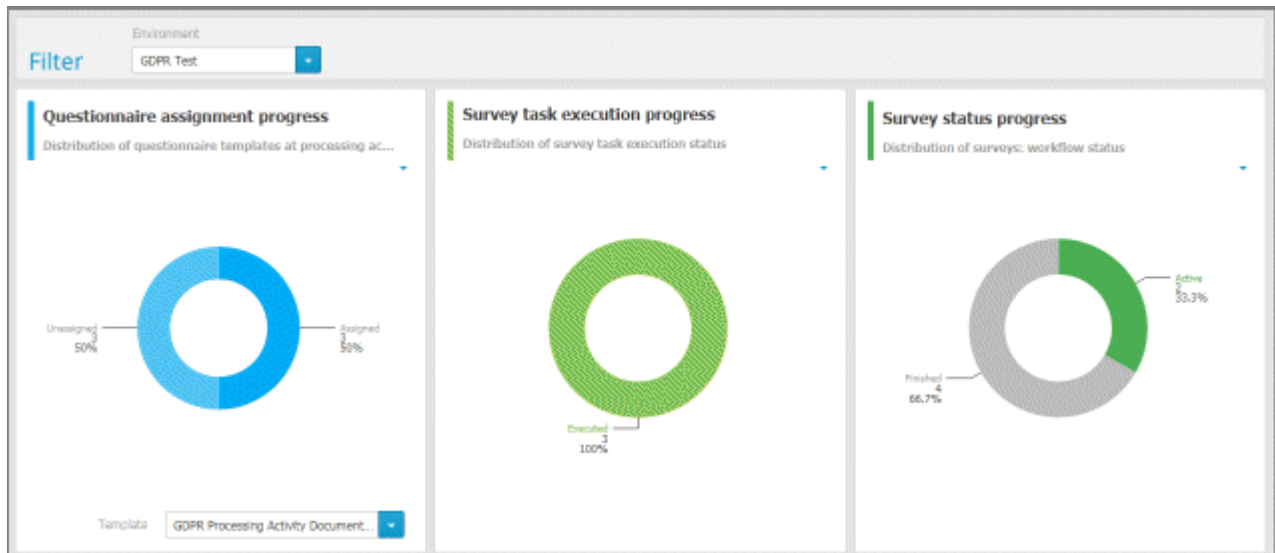 Environment
Filter
GDPR Test
Questionnaire assignment progress
Distribution of questionnaire templates at processing ac...
Unassigned
3
50%
Assigned
3
50%
Template
GDPR Processing Activity Document...
Survey task execution progress
Distribution of survey task execution status
Executed
3
100%
Survey status progress
Distribution of surveys: workflow status
Active
2
33.3%
Finished
4
66.7%